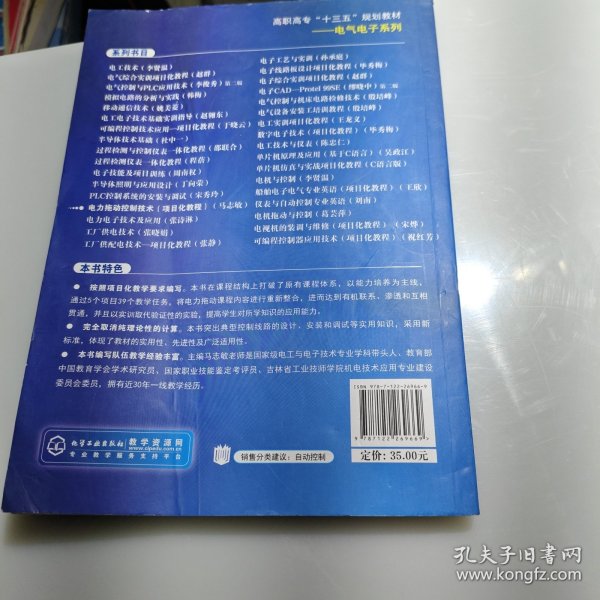 高职高专“十三五”规划教材
——电气电子系列
系列书目
电工技术（李贤温）
电气综合实训项目化教程（赵群）
电气控制与PLC应用技术（李俊秀）第二版
模拟电路的分析与实践（韩梅）
移动通信技术（姚美菱）
电工电子技术基础实训指导（赵翱东）
可编程控制技术应用—项目化教程（丁晓云）
半导体技术基础（杜中一）
过程检测与控制仪表一体化教程（邵联合）
过程检测仪表一体化教程（程蓓）
电子技能及项目训练（周南权）
半导体照明与应用设计（丁向荣）
PLC控制系统的安装与调试（宋秀玲）
电力拖动控制技术（项目化教程）（马志敏）
电力电子技术及应用（张诗淋）
工厂供电技术（张晓娟）
工厂供配电技术—项目化教程（张静）
电子工艺与实训（孙承庭）
电子线路板设计项目化教程（毕秀梅）
电子综合实训项目化教程（赵群）
电子CAD—Protel 99SE（缪晓中）第二版
电气控制与机床电路检修技术（殷培峰）
电气设备安装工培训教程（殷培峰）
电工实训项目化教程（王龙义）
数字电子技术（项目化教程）（毕秀梅）
电工技术与仪表（陈忠仁）
单片机原理及应用（基于C语言）（吴政江）
单片机仿真与实战项目化教程（C语言版）
电机与控制（李贤温）
船舶电子电气专业英语（项目化教程）（王欣）
仪表与自动控制专业英语（刘南）
电机拖动与控制（葛芸萍）
电视机的装调与维修（项目化教程）（宋烨）
可编程控制器应用技术（项目化教程）（祝红芳）
本书特色
● 按照项目化教学要求编写。本书在课程结构上打破了原有课程体系，以能力培养为主线，
通过5个项目39个教学任务，将电力拖动课程内容进行重新整合，进而达到有机联系、渗透和互相
贯通，并且以实训取代验证性的实验，提高学生对所学知识的应用能力。
● 完全取消纯理论性的计算。本书突出典型控制线路的设计、安装和调试等实用知识，采用新
标准，体现了教材的实用性、先进性及广泛适用性。
● 本书编写队伍教学经验丰富。主编马志敏老师是国家级电工与电子技术专业学科带头人、教育部
中国教育学会学术研究员、国家职业技能鉴定考评员、吉林省工业技师学院机电技术应用专业建设
委员会委员，拥有近30年一线教学经历。
化学工业出版社 教学资源网
www.cipedu.com.cn
专业教学服务支持平台
销售分类建议：自动控制
ISBN 978-7-122-26966-9
9 787122 269669
定价：35.00元
孔夫子旧书网
www.kongfz.com